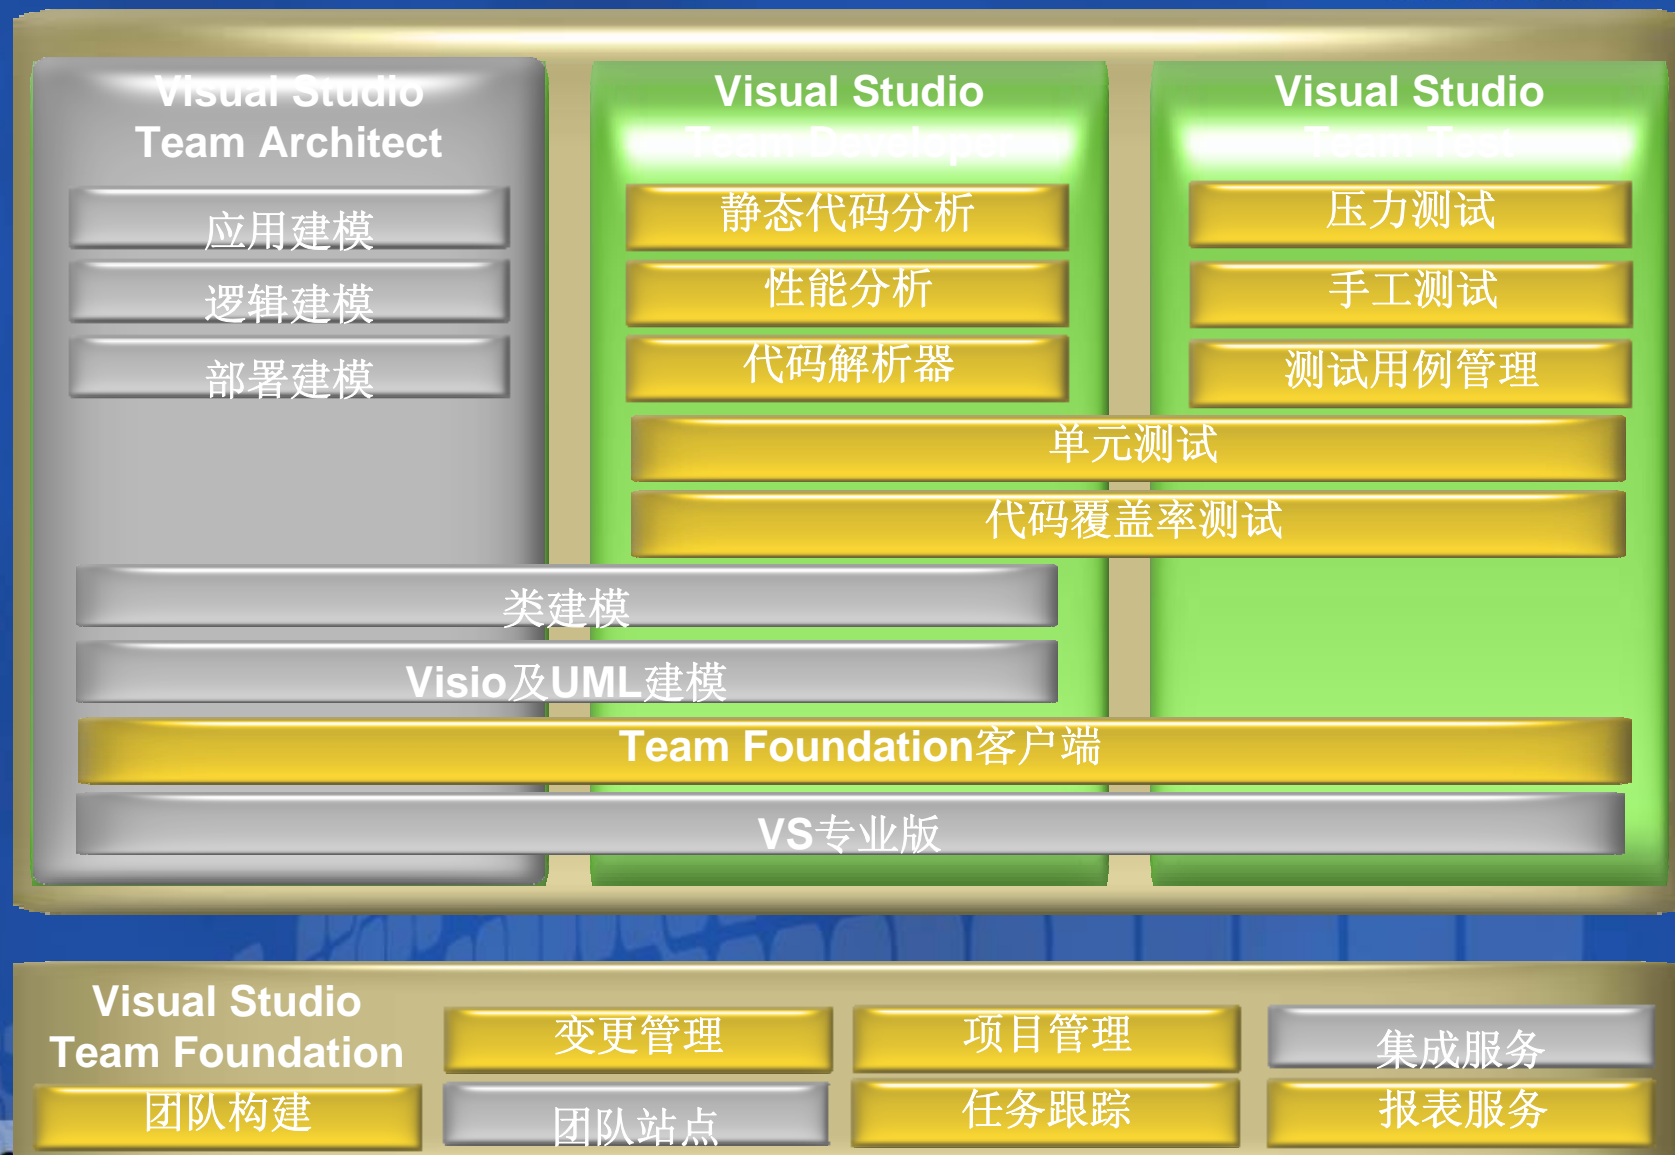 Visual Studio
Team Architect
应用建模
逻辑建模
部署建模
Visual Studio
Team Developer
静态代码分析
性能分析
代码解析器
Visual Studio
Team Test
压力测试
手工测试
测试用例管理
单元测试
代码覆盖率测试
类建模
Visio及UML建模
Team Foundation客户端
VS专业版
Visual Studio
Team Foundation
变更管理
项目管理
集成服务
团队构建
团队站点
任务跟踪
报表服务